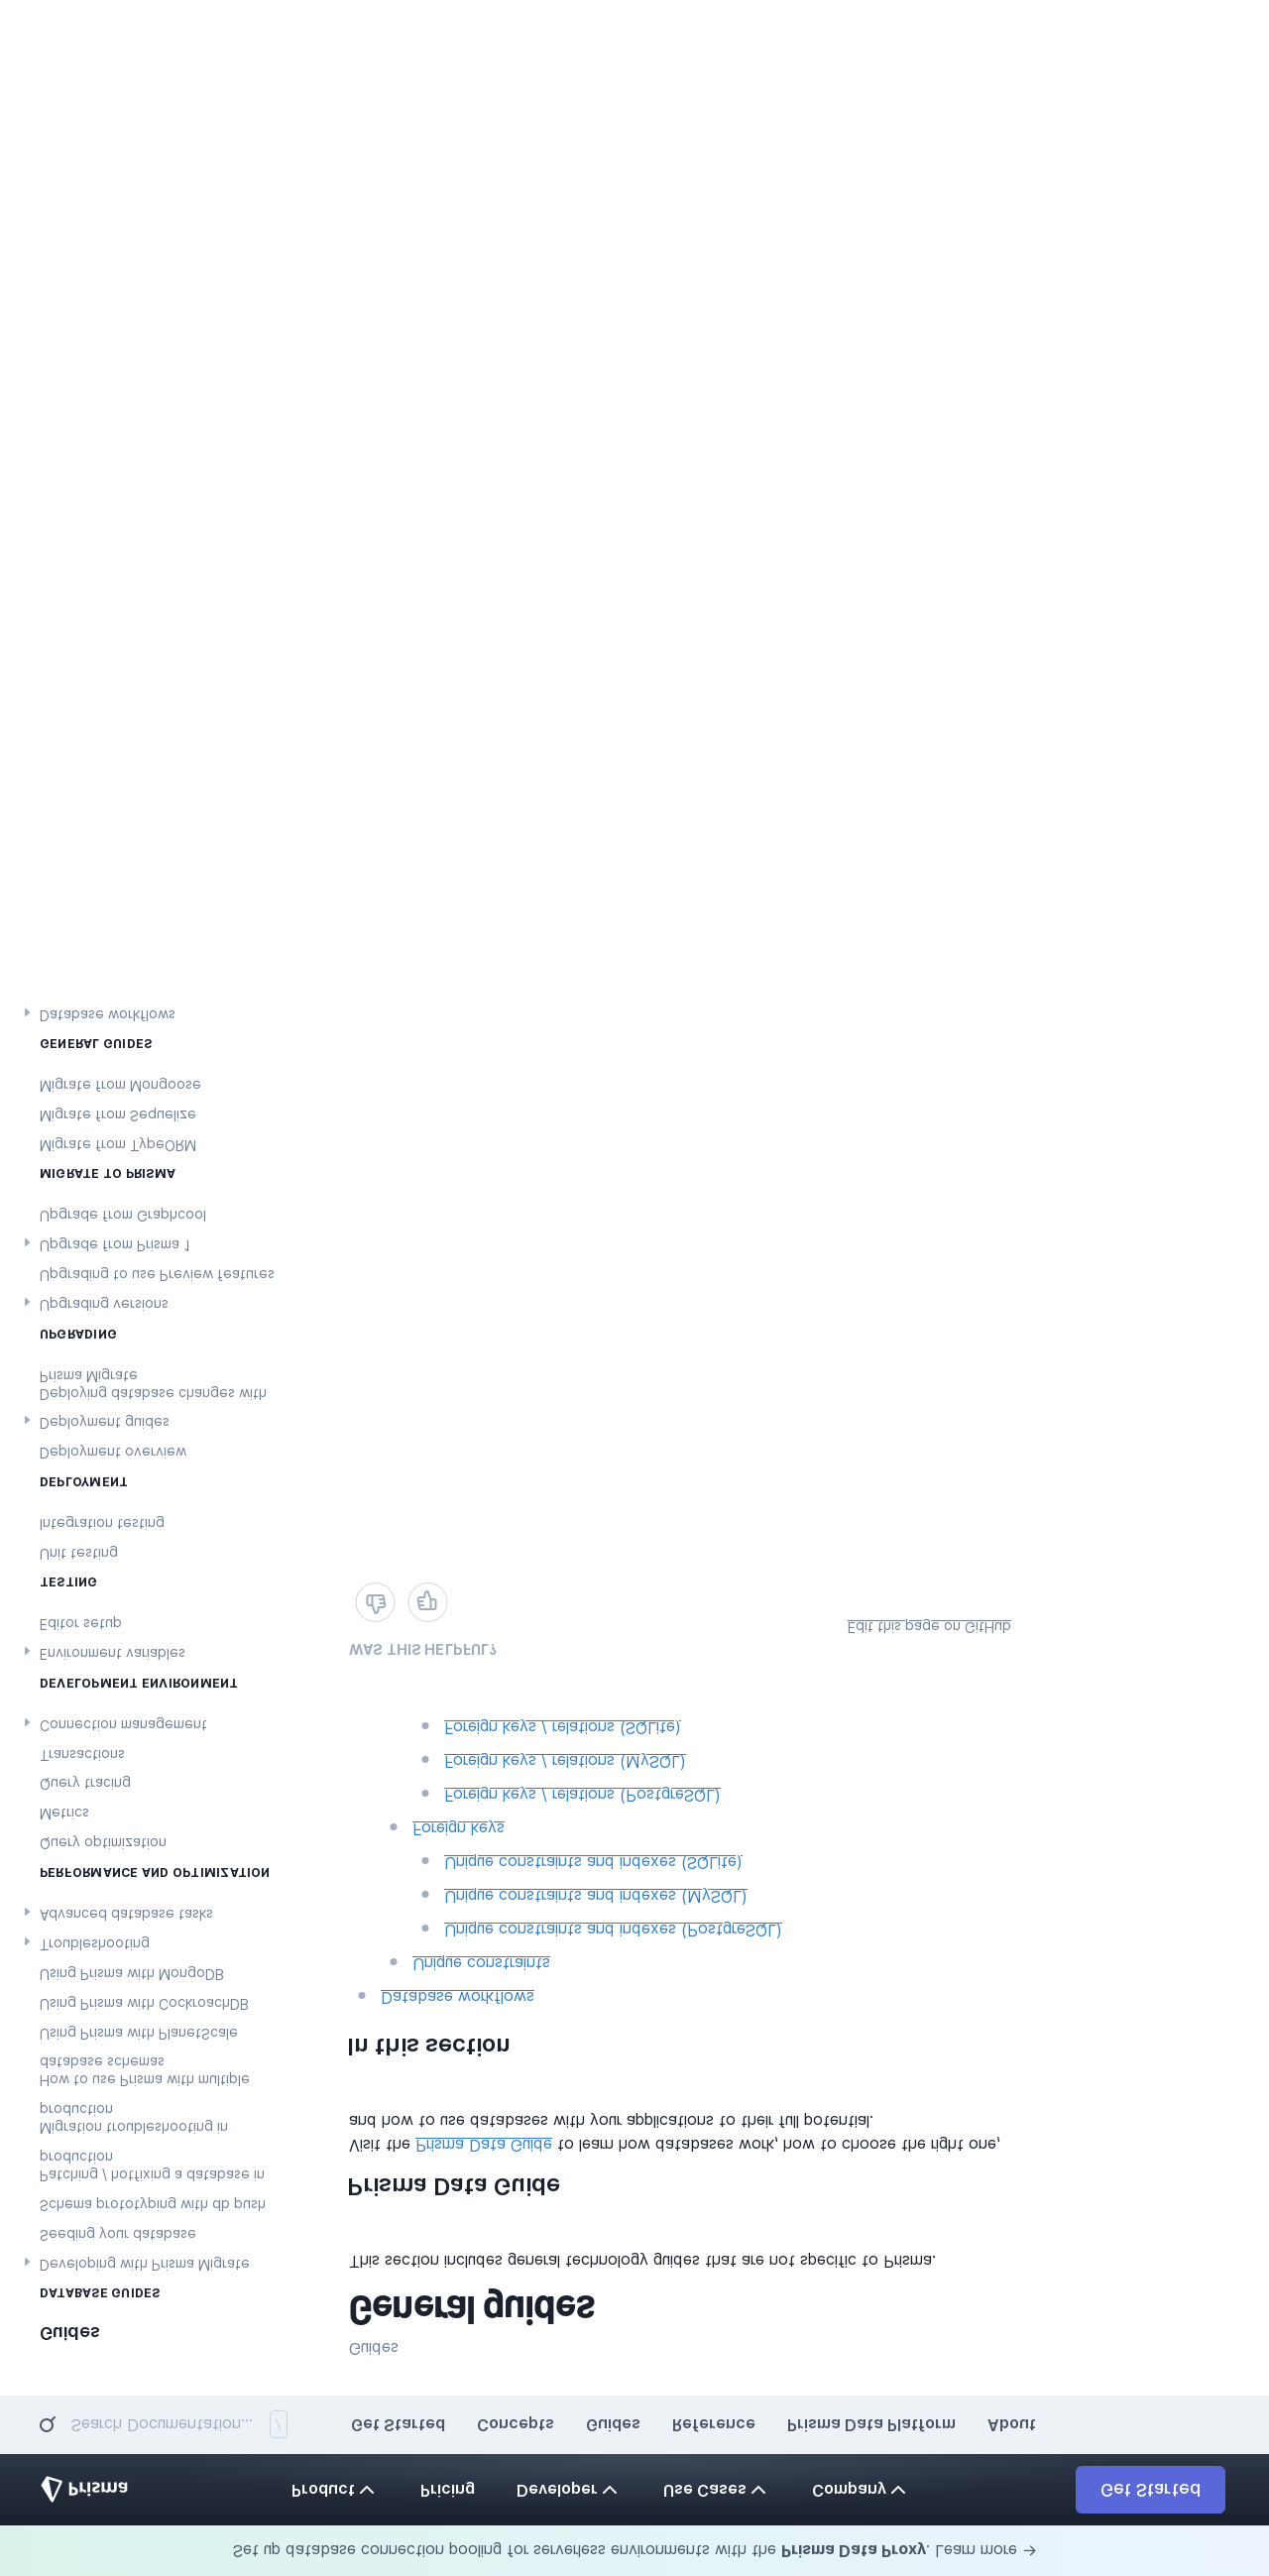 Set up database connection pooling for serverless environments with the Prisma Data Proxy. Learn more →
Prisma
Product
Pricing
Developer
Use Cases
Company
Get Started
Search Documentation... /
Get Started
Concepts
Guides
Reference
Prisma Data Platform
About
Guides
DATABASE GUIDES
Developing with Prisma Migrate
Seeding your database
Schema prototyping with db push
Patching / hotfixing a database in
production
Migration troubleshooting in
production
How to use Prisma with multiple
database schemas
Using Prisma with PlanetScale
Using Prisma with CockroachDB
Using Prisma with MongoDB
Troubleshooting
Advanced database tasks
PERFORMANCE AND OPTIMIZATION
Query optimization
Metrics
Query tracing
Transactions
Connection management
DEVELOPMENT ENVIRONMENT
Environment variables
Editor setup
TESTING
Unit testing
Integration testing
DEPLOYMENT
Deployment overview
Deployment guides
Deploying database changes with
Prisma Migrate
UPGRADING
Upgrading versions
Upgrading to use Preview features
Upgrade from Prisma 1
Upgrade from Graphcool
MIGRATE TO PRISMA
Migrate from TypeORM
Migrate from Sequelize
Migrate from Mongoose
GENERAL GUIDES
Database workflows
Guides
General guides
This section includes general technology guides that are not specific to Prisma.
Prisma Data Guide
Visit the Prisma Data Guide to learn how databases work, how to choose the right one,
and how to use databases with your applications to their full potential.
In this section
Database workflows
Unique constraints
Unique constraints and indexes (PostgreSQL)
Unique constraints and indexes (MySQL)
Unique constraints and indexes (SQLite)
Foreign keys
Foreign keys / relations (PostgreSQL)
Foreign keys / relations (MySQL)
Foreign keys / relations (SQLite)
WAS THIS HELPFUL?
Edit this page on GitHub